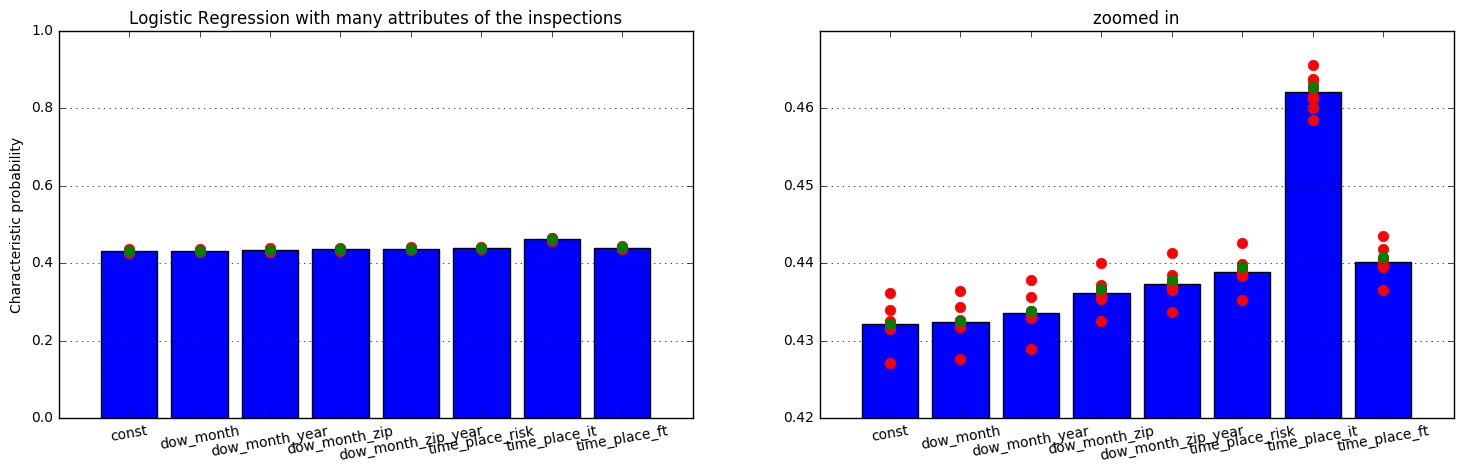 Logistic Regression with many attributes of the inspections
Characteristic probability
1.0
0.8
0.6
0.4
0.2
0.0
const
dow_month
dow_month_year
dow_month_zip
dow_month_zip_year
time_place_risk
time_place_it
time_place_ft
zoomed in
0.46
0.45
0.44
0.43
0.42
const
dow_month
dow_month_year
dow_month_zip
dow_month_zip_year
time_place_risk
time_place_it
time_place_ft